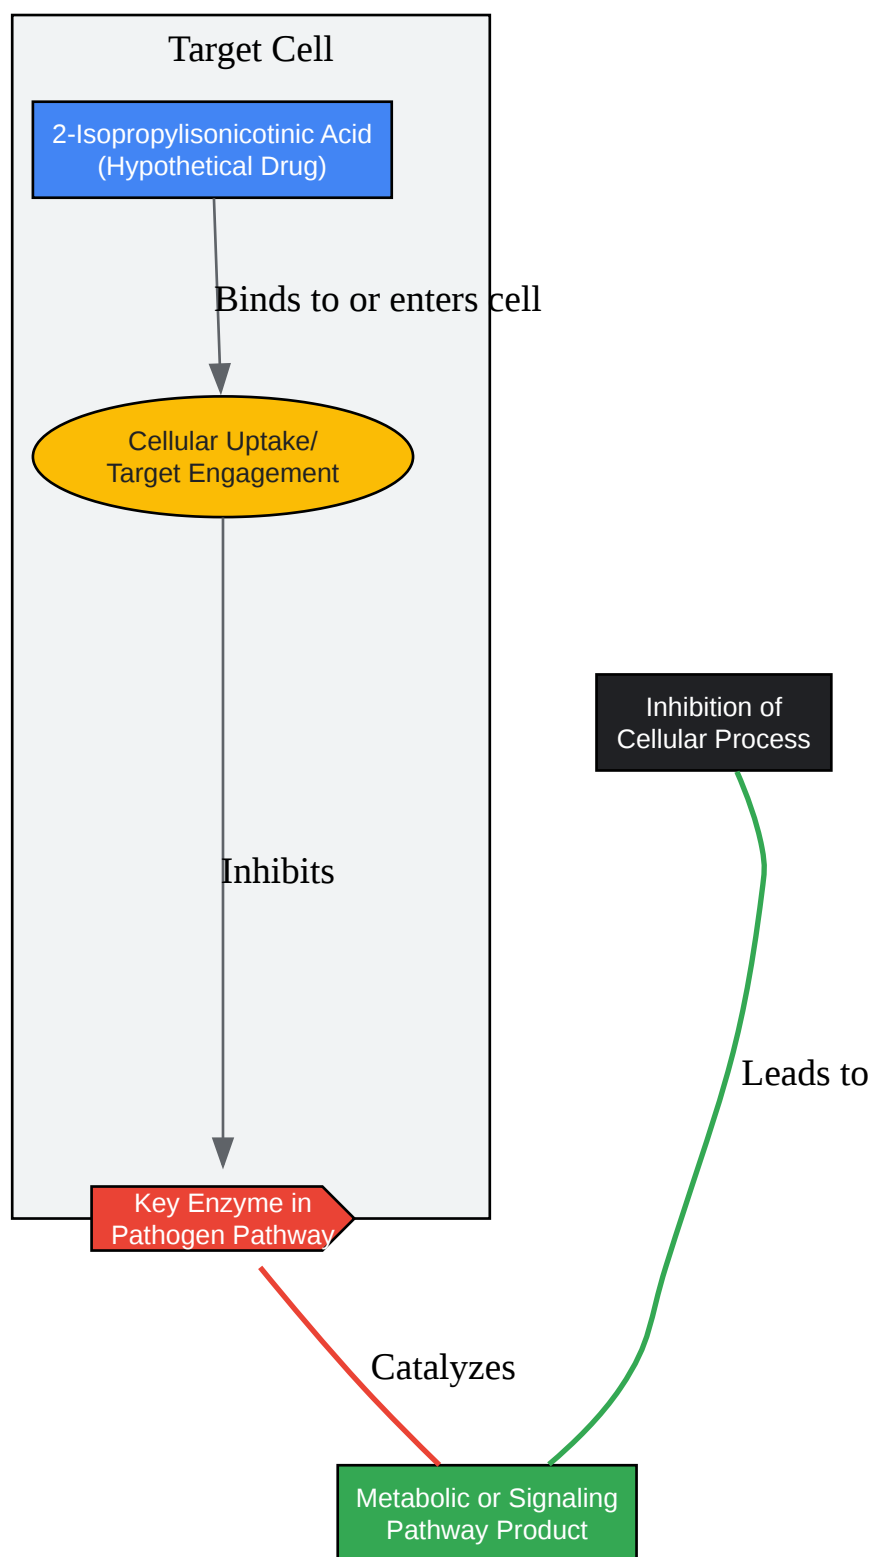 Target Cell
2-Isopropylisonicotinic Acid
(Hypothetical Drug)
Binds to or enters cell
Cellular Uptake/
Target Engagement
Inhibition of
Cellular Process
Inhibits
Leads to
Key Enzyme in
Pathogen Pathway
Catalyzes
Metabolic or Signaling
Pathway Product